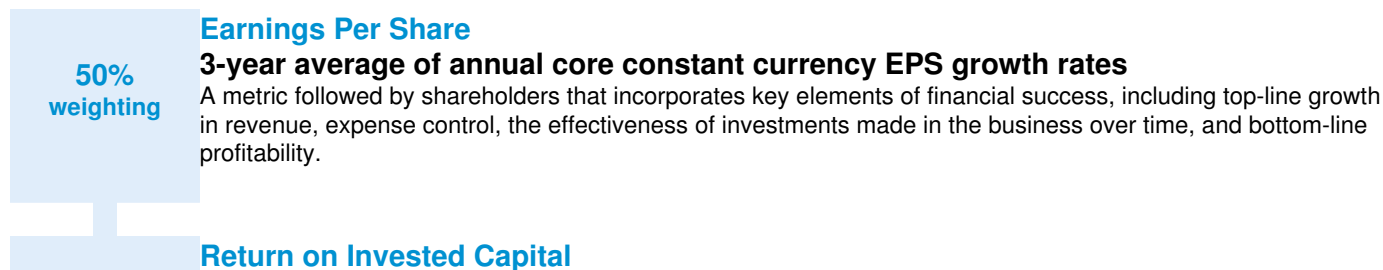 Earnings Per Share
50%
weighting
3-year average of annual core constant currency EPS growth rates
A metric followed by shareholders that incorporates key elements of financial success, including top-line growth
in revenue, expense control, the effectiveness of investments made in the business over time, and bottom-line
profitability.
Return on Invested Capital